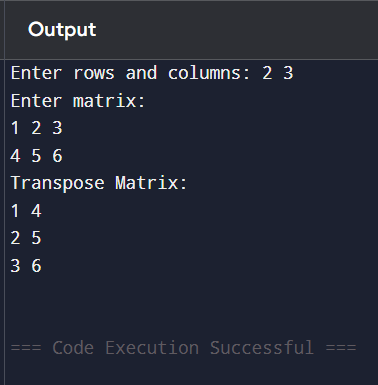 Output
Enter rows and columns: 2 3
Enter matrix:
1 2 3
4 5 6
Transpose Matrix:
1 4
2 5
3 6
=== Code Execution Successful ===